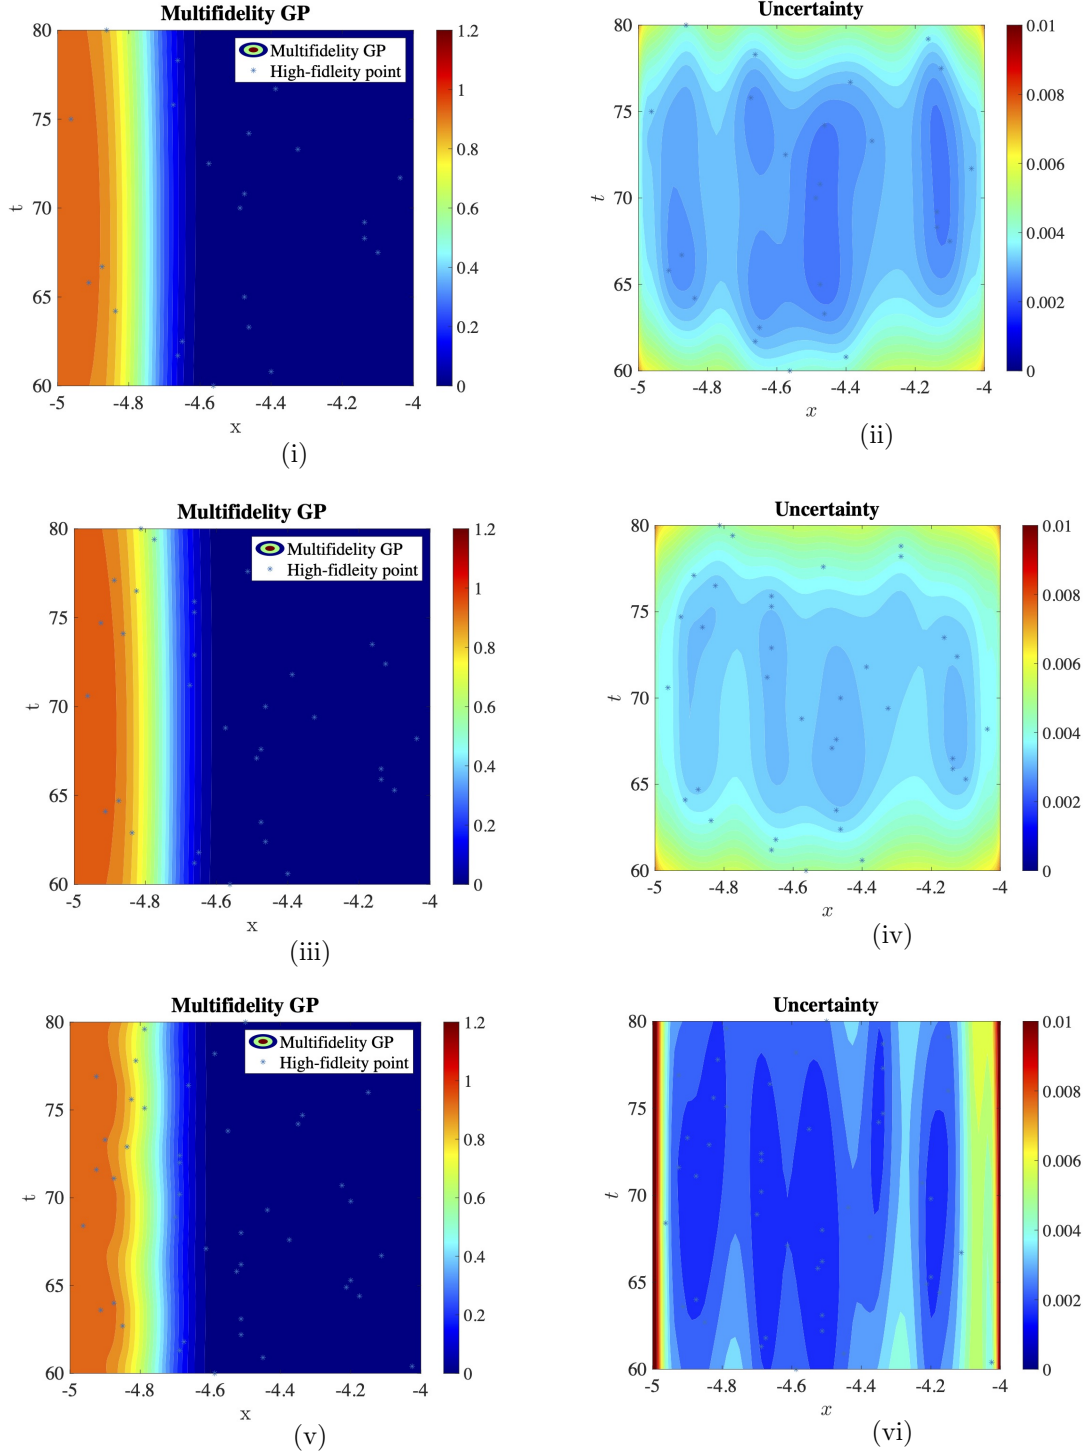 Multifidelity GP
Uncertainty
80
75
70
65
60
t
-5 -4.8 -4.6 -4.4 -4.2 -4
x
Multifidelity GP
High-fidleity point
1.2
1
0.8
0.6
0.4
0.2
0
(i)
80
75
70
65
60
t
-5 -4.8 -4.6 -4.4 -4.2 -4
x
0.01
0.008
0.006
0.004
0.002
0
(ii)
Multifidelity GP
Uncertainty
80
75
70
65
60
t
-5 -4.8 -4.6 -4.4 -4.2 -4
x
Multifidelity GP
High-fidleity point
1.2
1
0.8
0.6
0.4
0.2
0
(iii)
80
75
70
65
60
t
-5 -4.8 -4.6 -4.4 -4.2 -4
x
0.01
0.008
0.006
0.004
0.002
0
(iv)
Multifidelity GP
Uncertainty
80
75
70
65
60
t
-5 -4.8 -4.6 -4.4 -4.2 -4
x
Multifidelity GP
High-fidleity point
1.2
1
0.8
0.6
0.4
0.2
0
(v)
80
75
70
65
60
t
-5 -4.8 -4.6 -4.4 -4.2 -4
x
0.01
0.008
0.006
0.004
0.002
0
(vi)